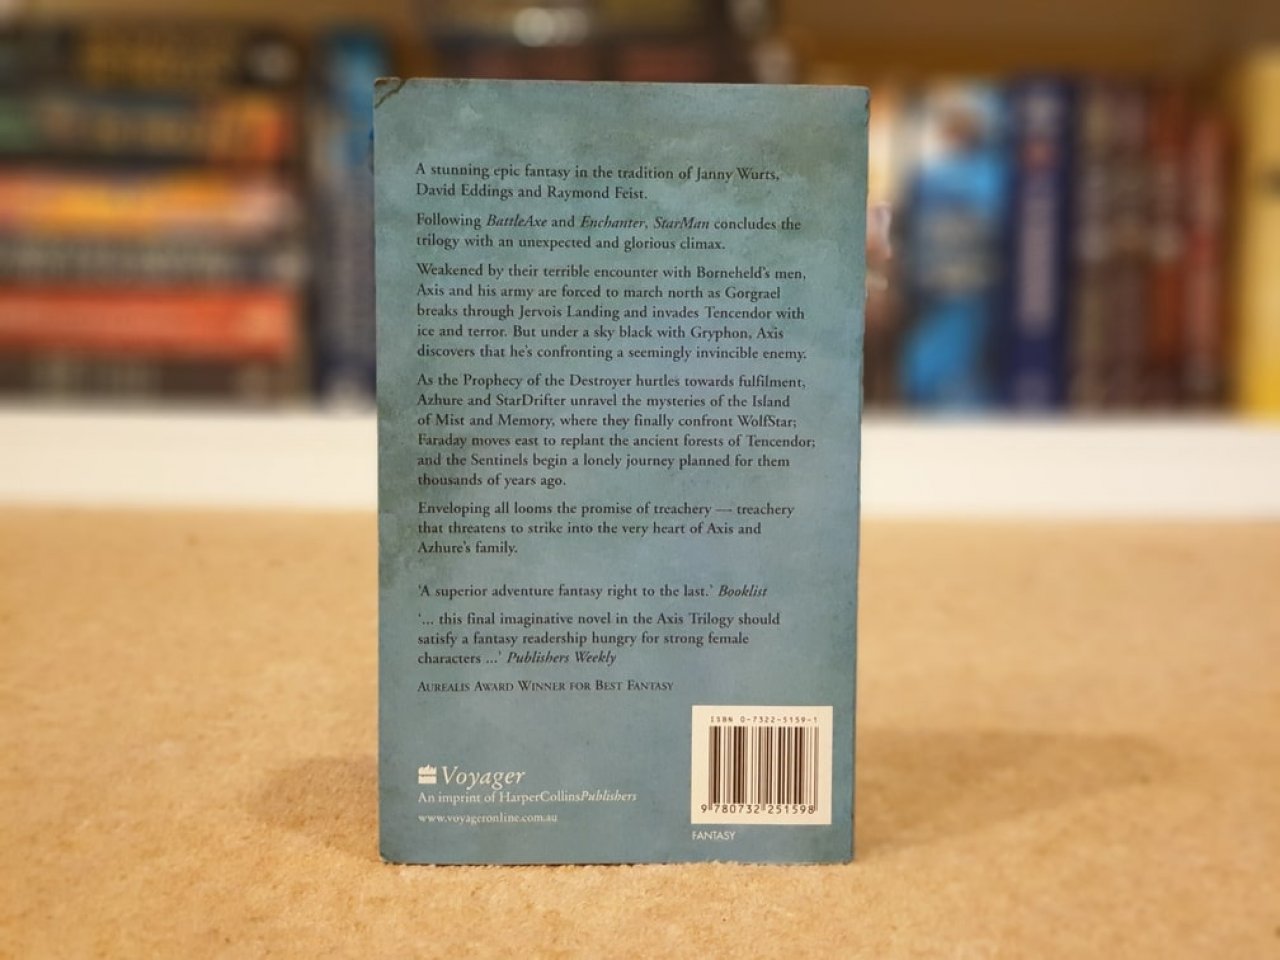 A stunning epic fantasy in the tradition of Janny Wurts,
David Eddings and Raymond Feist.
Following BattleAxe and Enchanter, StarMan concludes the
trilogy with an unexpected and glorious climax.
Weakened by their terrible encounter with Borneheld's men,
Axis and his army are forced to march north as Gorgrael
breaks through Jervois Landing and invades Tencendor with
ice and terror. But under a sky black with Gryphon, Axis
discovers that he's confronting a seemingly invincible enemy.
As the Prophecy of the Destroyer hurtles towards fulfilment,
Azhure and StarDrifter unravel the mysteries of the Island
of Mist and Memory, where they finally confront WolfStar;
Faraday moves east to replant the ancient forests of Tencendor;
and the Sentinels begin a lonely journey planned for them
thousands of years ago.
Enveloping all looms the promise of treachery — treachery
that threatens to strike into the very heart of Axis and
Azhure's family.
'A superior adventure fantasy right to the last.' Booklist
'... this final imaginative novel in the Axis Trilogy should
satisfy a fantasy readership hungry for strong female
characters ...' Publishers Weekly
AUREALIS AWARD WINNER FOR BEST FANTASY
ISBN 0-7322-5159-1
9 780732 251598
Voyager
An imprint of HarperCollinsPublishers
www.voyageronline.com.au
FANTASY